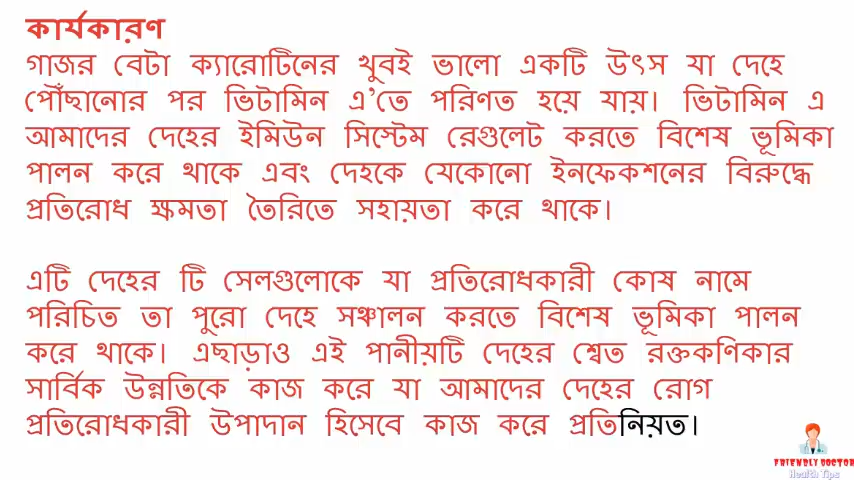 কার্যকারণ
গাজর বেটা ক্যারোটিনের খুবই ভালো একটি উৎস যা দেহে
পৌঁছানোর পর ভিটামিন এ’তে পরিণত হয়ে যায়। ভিটামিন এ
আমাদের দেহের ইমিউন সিস্টেম রেগুলেট করতে বিশেষ ভূমিকা
পালন করে থাকে এবং দেহকে যেকোনো ইনফেকশনের বিরুদ্ধে
প্রতিরোধ ক্ষমতা তৈরিতে সহায়তা করে থাকে।
এটি দেহের টি সেলগুলোকে যা প্রতিরোধকারী কোষ নামে
পরিচিত তা পুরো দেহে সঞ্চালন করতে বিশেষ ভূমিকা পালন
করে থাকে। এছাড়াও এই পানীয়টি দেহের শ্বেত রক্তকণিকার
সার্বিক উন্নতিকে কাজ করে যা আমাদের দেহের রোগ
প্রতিরোধকারী উপাদান হিসেবে কাজ করে প্রতিনিয়ত।
FRIENDLY DOCTOR
Health Tips